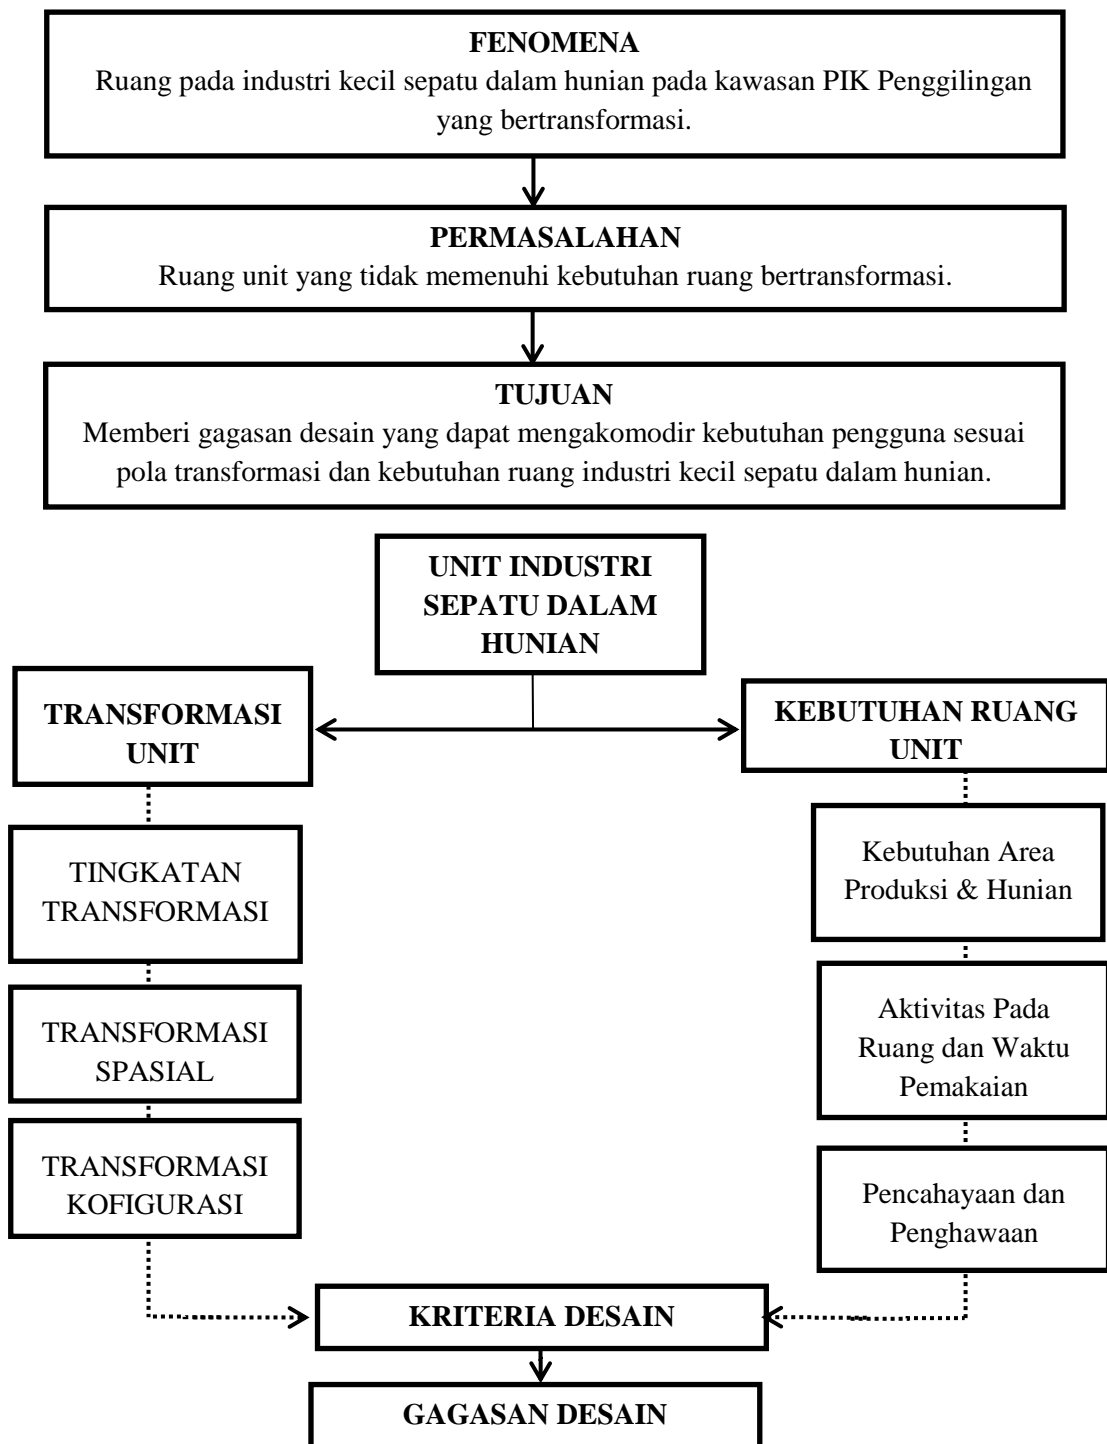 FENOMENA
Ruang pada industri kecil sepatu dalam hunian pada kawasan PIK Penggilingan
yang bertransformasi.
PERMASALAHAN
Ruang unit yang tidak memenuhi kebutuhan ruang bertransformasi.
TUJUAN
Memberi gagasan desain yang dapat mengakomodir kebutuhan pengguna sesuai
pola transformasi dan kebutuhan ruang industri kecil sepatu dalam hunian.
UNIT INDUSTRI
SEPATU DALAM
HUNIAN
TRANSFORMASI
UNIT
TINGKATAN
TRANSFORMASI
TRANSFORMASI
SPASIAL
TRANSFORMASI
KOFIGURASI
KEBUTUHAN RUANG
UNIT
Kebutuhan Area
Produksi & Hunian
Aktivitas Pada
Ruang dan Waktu
Pemakaian
Pencahayaan dan
Penghawaan
KRITERIA DESAIN
GAGASAN DESAIN